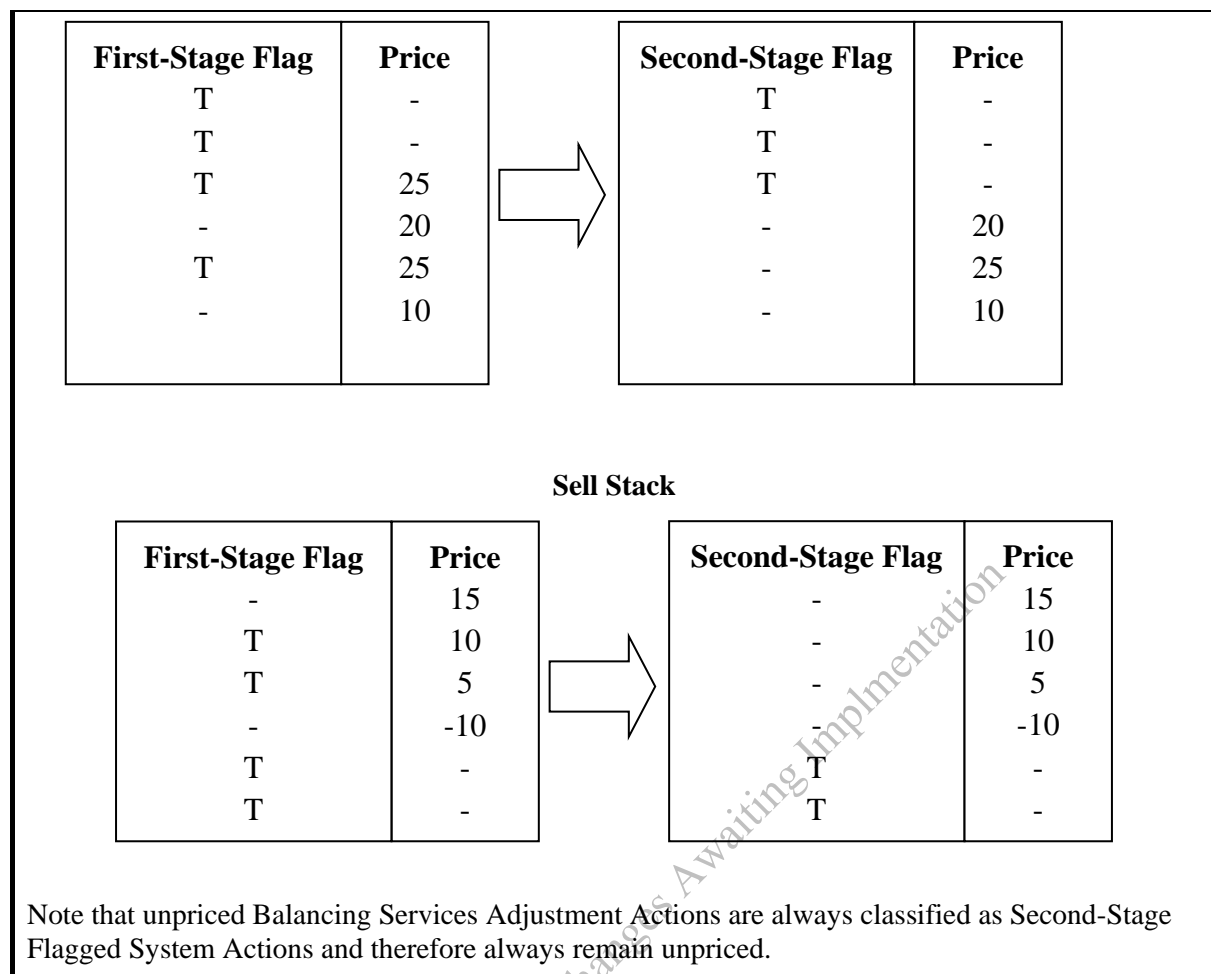 First-Stage Flag Price Second-Stage Flag Price
T - T -
T - T -
T 25 T -
- 20 - 20
T 25 - 25
- 10 - 10
Sell Stack
First-Stage Flag Price Second-Stage Flag Price
- 15 - 15
T 10 - 10
T 5 - 5
- -10 - -10
T - T -
T - T -
Note that unpriced Balancing Services Adjustment Actions are always classified as Second-Stage
Flagged System Actions and therefore always remain unpriced.
Changes Awaiting Implmentation